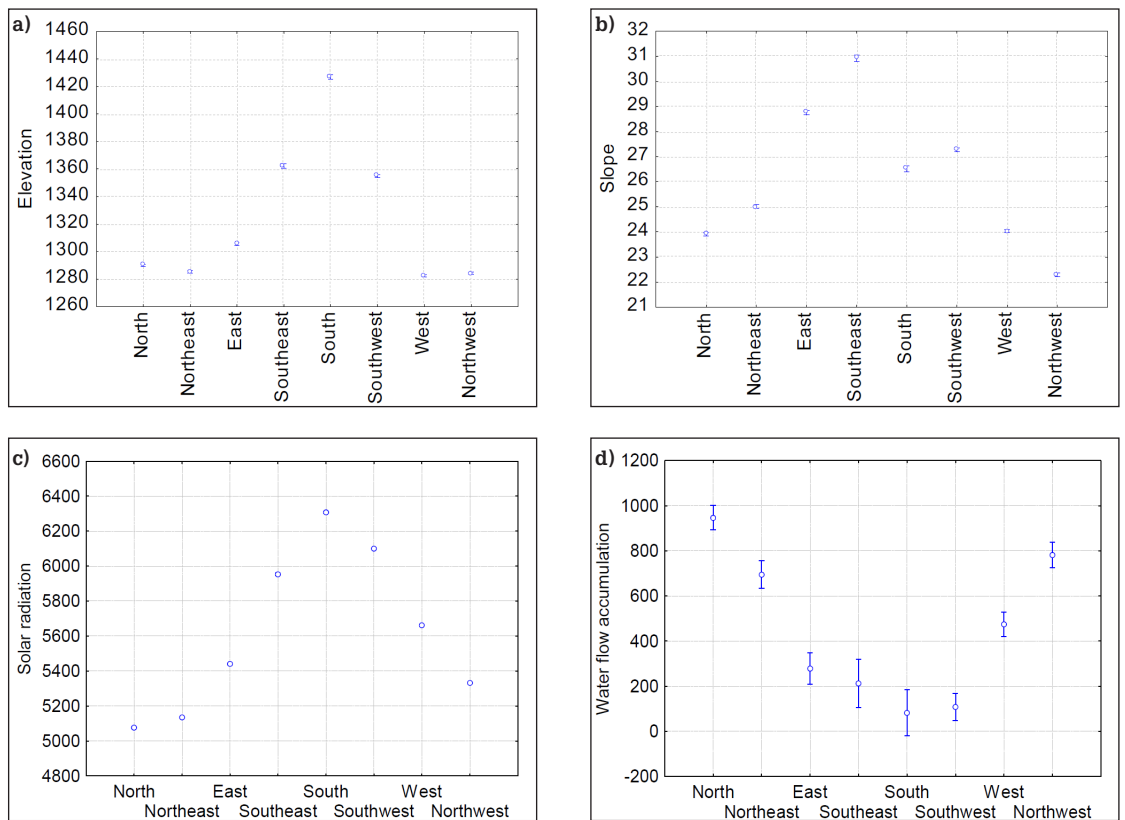 a)
Elevation
1460
1440
1420
1400
1380
1360
1340
1320
1300
1280
1260
North
Northeast
East
Southeast
South
Southwest
West
Northwest
b)
Slope
32
31
30
29
28
27
26
25
24
23
22
21
North
Northeast
East
Southeast
South
Southwest
West
Northwest
c)
Solar radiation
6600
6400
6200
6000
5800
5600
5400
5200
5000
4800
North East South West
Northeast Southeast Southwest Northwest
d)
Water flow accumulation
1200
1000
800
600
400
200
0
-200
North East South West
Northeast Southeast Southwest Northwest